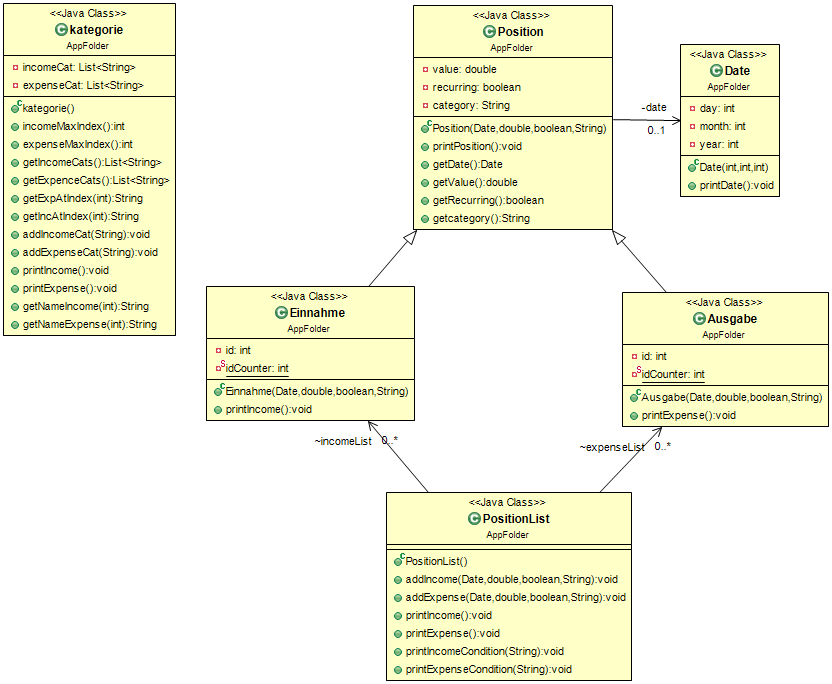 <<Java Class>>
kategorie
AppFolder
incomeCat: List<String>
expenseCat: List<String>
kategorie()
incomeMaxIndex():int
expenseMaxIndex():int
getIncomeCats():List<String>
getExpenceCats():List<String>
getExpAtIndex(int):String
getIncAtIndex(int):String
addIncomeCat(String):void
addExpenseCat(String):void
printIncome():void
printExpense():void
getNameIncome(int):String
getNameExpense(int):String
<<Java Class>>
Position
AppFolder
value: double
recurring: boolean
category: String
Position(Date,double,boolean,String)
printPosition():void
getDate():Date
getValue():double
getRecurring():boolean
getcategory():String
-date
0..1
<<Java Class>>
Date
AppFolder
day: int
month: int
year: int
Date(int,int,int)
printDate():void
<<Java Class>>
Einnahme
AppFolder
id: int
idCounter: int
Einnahme(Date,double,boolean,String)
printIncome():void
<<Java Class>>
Ausgabe
AppFolder
id: int
idCounter: int
Ausgabe(Date,double,boolean,String)
printExpense():void
~incomeList 0..*
~expenseList 0..*
<<Java Class>>
PositionList
AppFolder
PositionList()
addIncome(Date,double,boolean,String):void
addExpense(Date,double,boolean,String):void
printIncome():void
printExpense():void
printIncomeCondition(String):void
printExpenseCondition(String):void